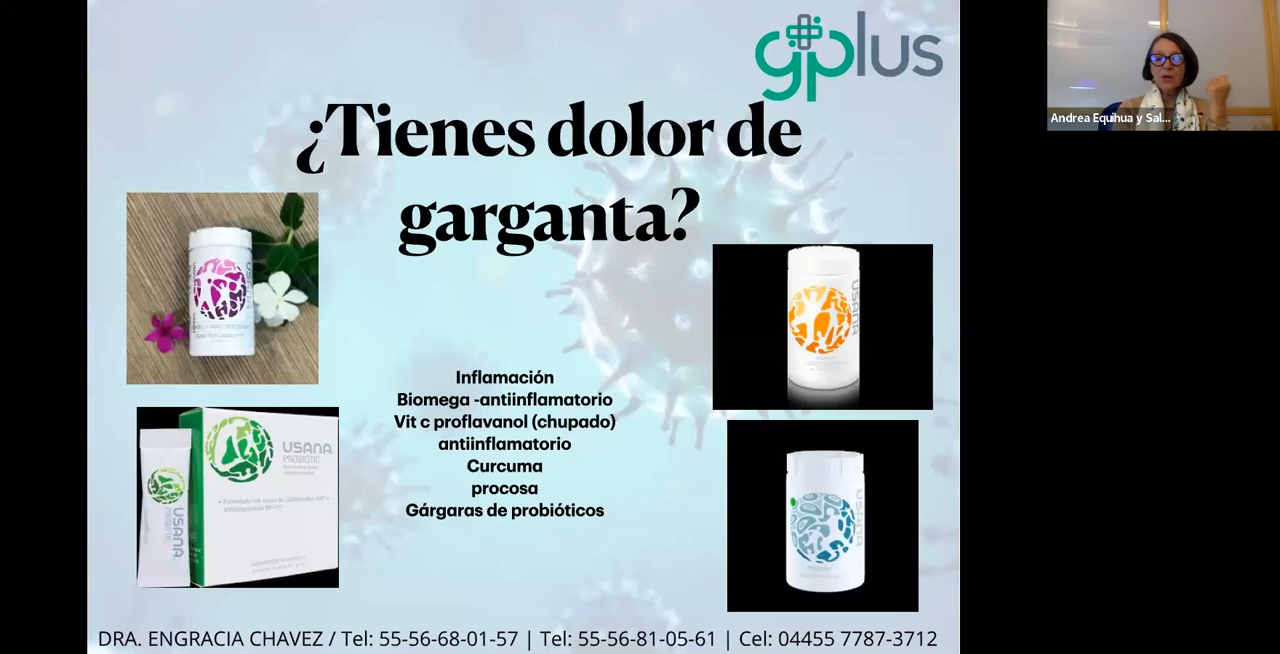 gplus
Andrea Equihua y Sal...
¿Tienes dolor de
garganta?
USANA
USANA
Inflamación
Biomega -antiinflamatorio
Vit c proflavanol (chupado)
antiinflamatorio
Curcuma
procosa
Gárgaras de probióticos
USANA
PROBIOTIC
USANA
USANA
DRA. ENGRACIA CHAVEZ / Tel: 55-56-68-01-57 | Tel: 55-56-81-05-61 | Cel: 04455 7787-3712